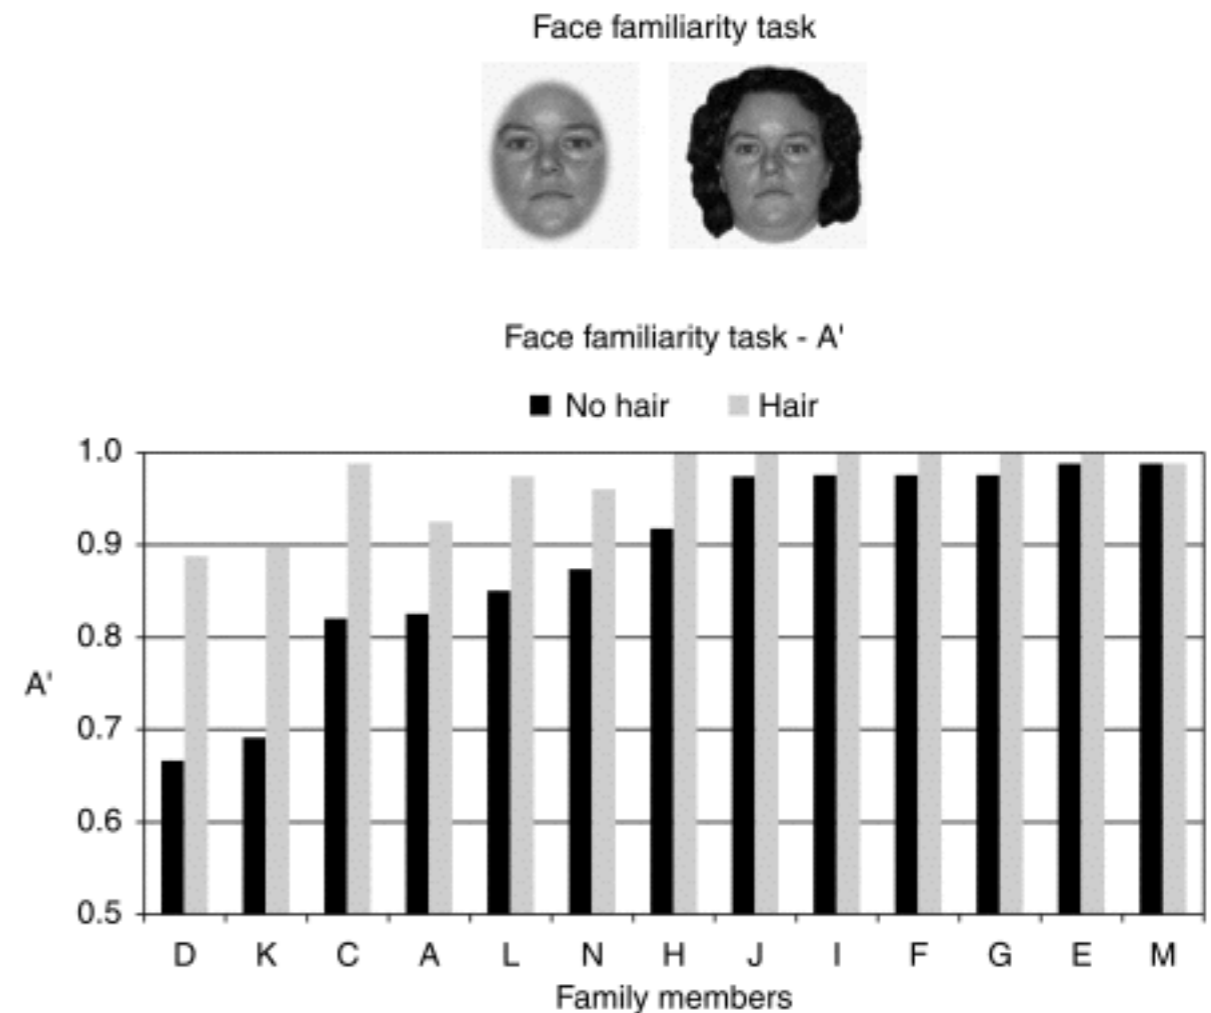 Face familiarity task
Face familiarity task - A'
No hair Hair
1.0
0.9
0.8
0.7
0.6
0.5
A'
D K C A L N H J I F G E M
Family members